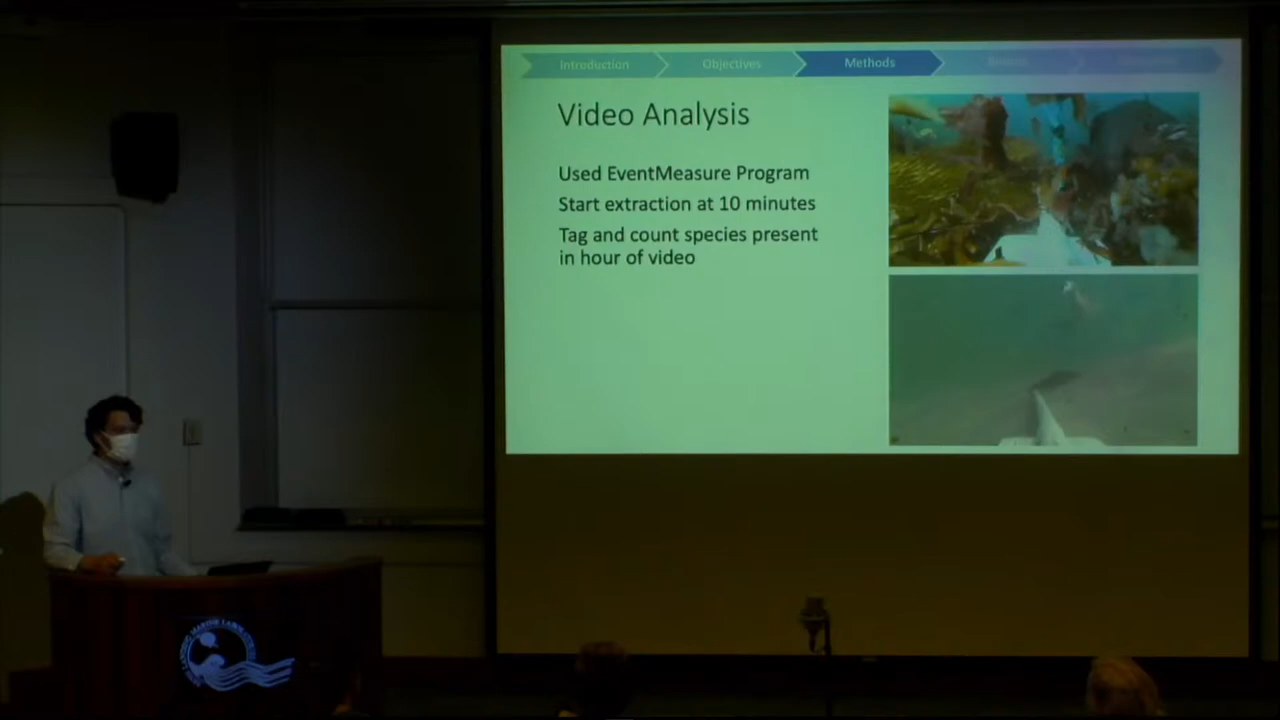 Introduction
Objectives
Methods
Video Analysis
Used EventMeasure Program
Start extraction at 10 minutes
Tag and count species present
in hour of video